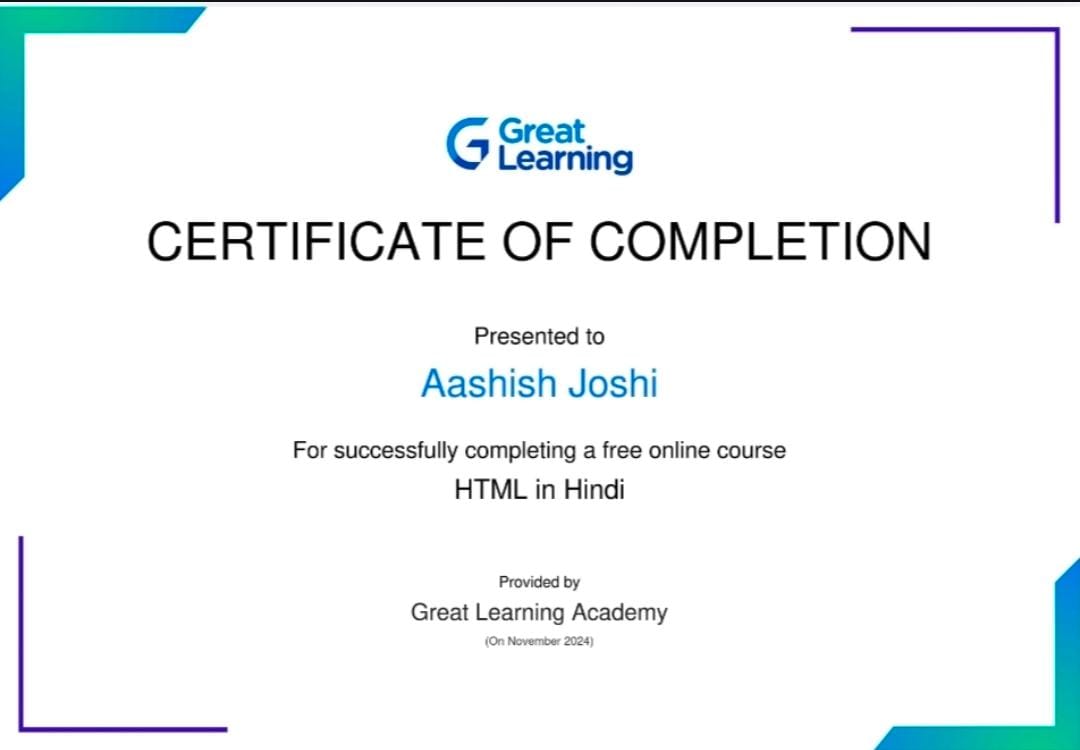 Great
Learning
CERTIFICATE OF COMPLETION
Presented to
Aashish Joshi
For successfully completing a free online course
HTML in Hindi
Provided by
Great Learning Academy
(On November 2024)